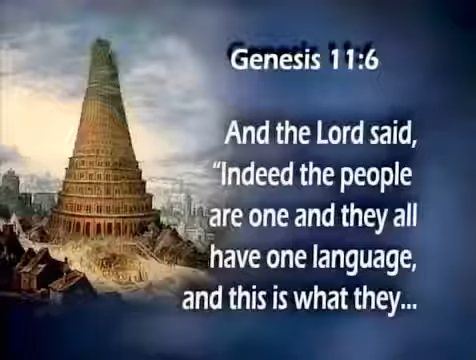 Genesis 11:6
And the Lord said,
“Indeed the people
are one and they all
have one language,
and this is what they...